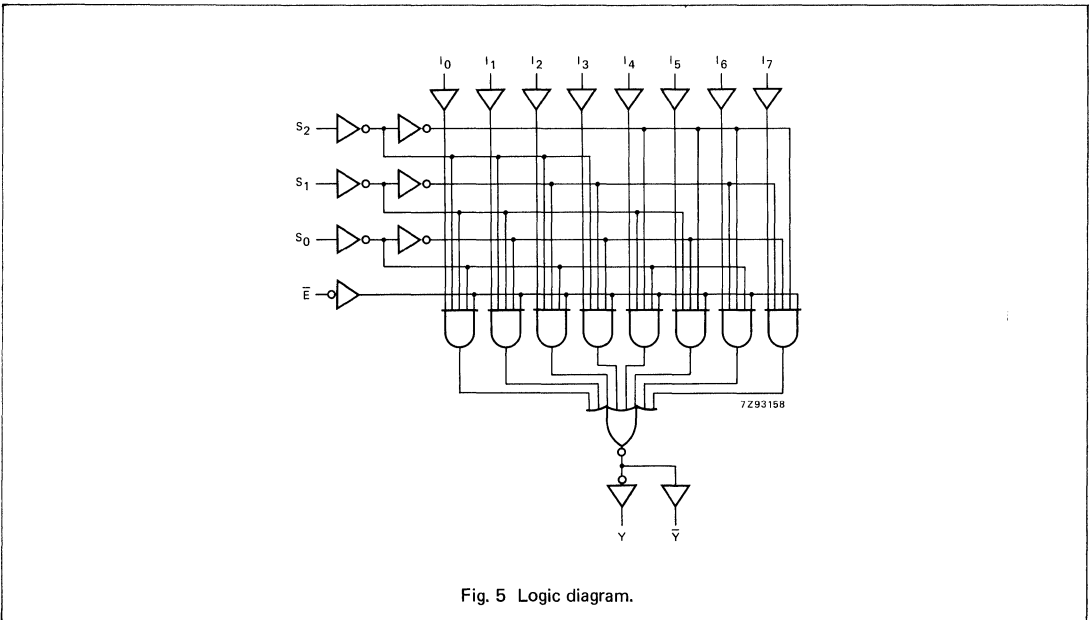 I0 I1 I2 I3 I4 I5 I6 I7
S2
S1
S0
E̅
7Z93158
Y Y̅
Fig. 5 Logic diagram.